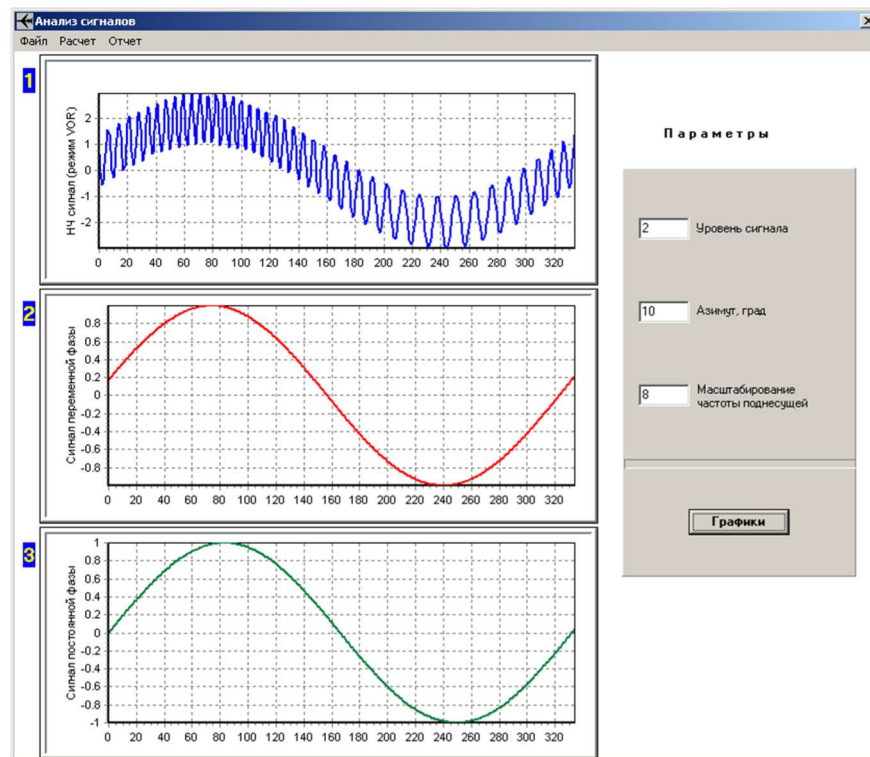 Анализ сигналов
Файл Расчет Отчет
1
НЧ сигнал (режим VOR)
2
1
0
-1
-2
0 20 40 60 80 100 120 140 160 180 200 220 240 260 280 300 320
2
Сигнал переменной фазы
0.8
0.6
0.4
0.2
0
-0.2
-0.4
-0.6
-0.8
0 20 40 60 80 100 120 140 160 180 200 220 240 260 280 300 320
3
Сигнал постоянной фазы
1
0.8
0.6
0.4
0.2
0
-0.2
-0.4
-0.6
-0.8
-1
0 20 40 60 80 100 120 140 160 180 200 220 240 260 280 300 320
Параметры
2 Уровень сигнала
10 Азимут, град
8 Масштабирование
частоты поднесущей
Графики